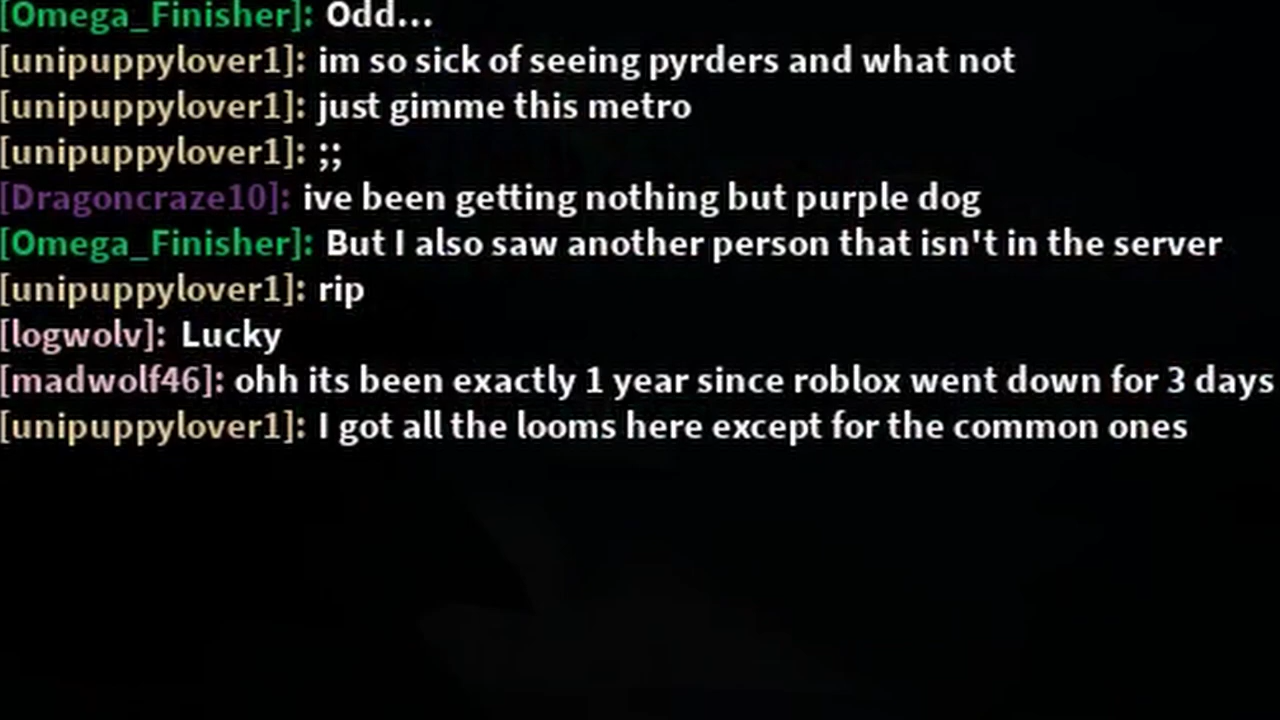 [Omega_Finisher]: Odd...
[unipuppylover1]: im so sick of seeing pyrders and what not
[unipuppylover1]: just gimme this metro
[unipuppylover1]: ;;
[Dragoncraze10]: ive been getting nothing but purple dog
[Omega_Finisher]: But I also saw another person that isn't in the server
[unipuppylover1]: rip
[logwolv]: Lucky
[madwolf46]: ohh its been exactly 1 year since roblox went down for 3 days
[unipuppylover1]: I got all the looms here except for the common ones